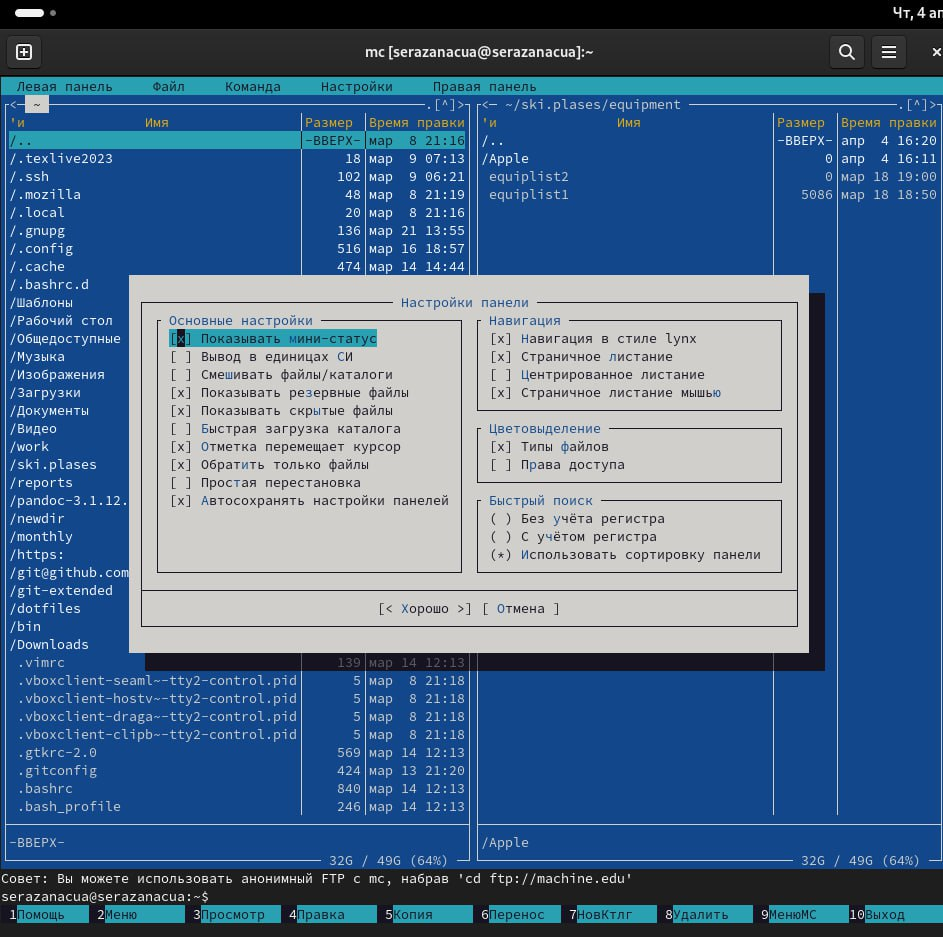 Чт, 4 ап
mc [serazanacua@serazanacua]:~
Левая панель Файл Команда Настройки Правая панель
<— ~ .[^]> <— ~/ski.plases/equipment .[^]>
'и Имя Размер Время правки 'и Имя Размер Время правки
/.. -ВВЕРХ- мар 8 21:16 /.. -ВВЕРХ- апр 4 16:20
/.texlive2023 18 мар 9 07:13 /Apple 0 апр 4 16:11
/.ssh 102 мар 9 06:21 equiplist2 0 мар 18 19:00
/.mozilla 48 мар 8 21:19 equiplist1 5086 мар 18 18:50
/.local 20 мар 8 21:16
/.gnupg 136 мар 21 13:55
/.config 516 мар 16 18:57
/.cache 474 мар 14 14:44
/.bashrc.d
/Шаблоны
/Рабочий стол
/Общедоступные
/Музыка
/Изображения
/Загрузки
/Документы
/Видео
/work
/ski.plases
/reports
/pandoc-3.1.12.
/newdir
/monthly
/https:
/git@github.com
/git-extended
/dotfiles
/bin
/Downloads
.vimrc 139 мар 14 12:13
.vboxclient-seaml~-tty2-control.pid 5 мар 8 21:18
.vboxclient-hostv~-tty2-control.pid 5 мар 8 21:18
.vboxclient-draga~-tty2-control.pid 5 мар 8 21:18
.vboxclient-clipb~-tty2-control.pid 5 мар 8 21:18
.gtkrc-2.0 569 мар 14 12:13
.gitconfig 424 мар 13 21:20
.bashrc 840 мар 14 12:13
.bash_profile 246 мар 14 12:13
Настройки панели
Основные настройки
[x] Показывать мини-статус
[ ] Вывод в единицах СИ
[ ] Смешивать файлы/каталоги
[x] Показывать резервные файлы
[x] Показывать скрытые файлы
[ ] Быстрая загрузка каталога
[x] Отметка перемещает курсор
[x] Обратить только файлы
[ ] Простая перестановка
[x] Автосохранять настройки панелей
Навигация
[x] Навигация в стиле lynx
[x] Страничное листание
[ ] Центрированное листание
[x] Страничное листание мышью
Цветовыделение
[x] Типы файлов
[ ] Права доступа
Быстрый поиск
( ) Без учёта регистра
( ) С учётом регистра
(*) Использовать сортировку панели
[< Хорошо >] [ Отмена ]
-ВВЕРХ- /Apple
32G / 49G (64%) 32G / 49G (64%)
Совет: Вы можете использовать анонимный FTP с mc, набрав 'cd ftp://machine.edu'
serazanacua@serazanacua:~$
1Помощь 2Меню 3Просмотр 4Правка 5Копия 6Перенос 7НовКтлг 8Удалить 9МенюMC 10Выход